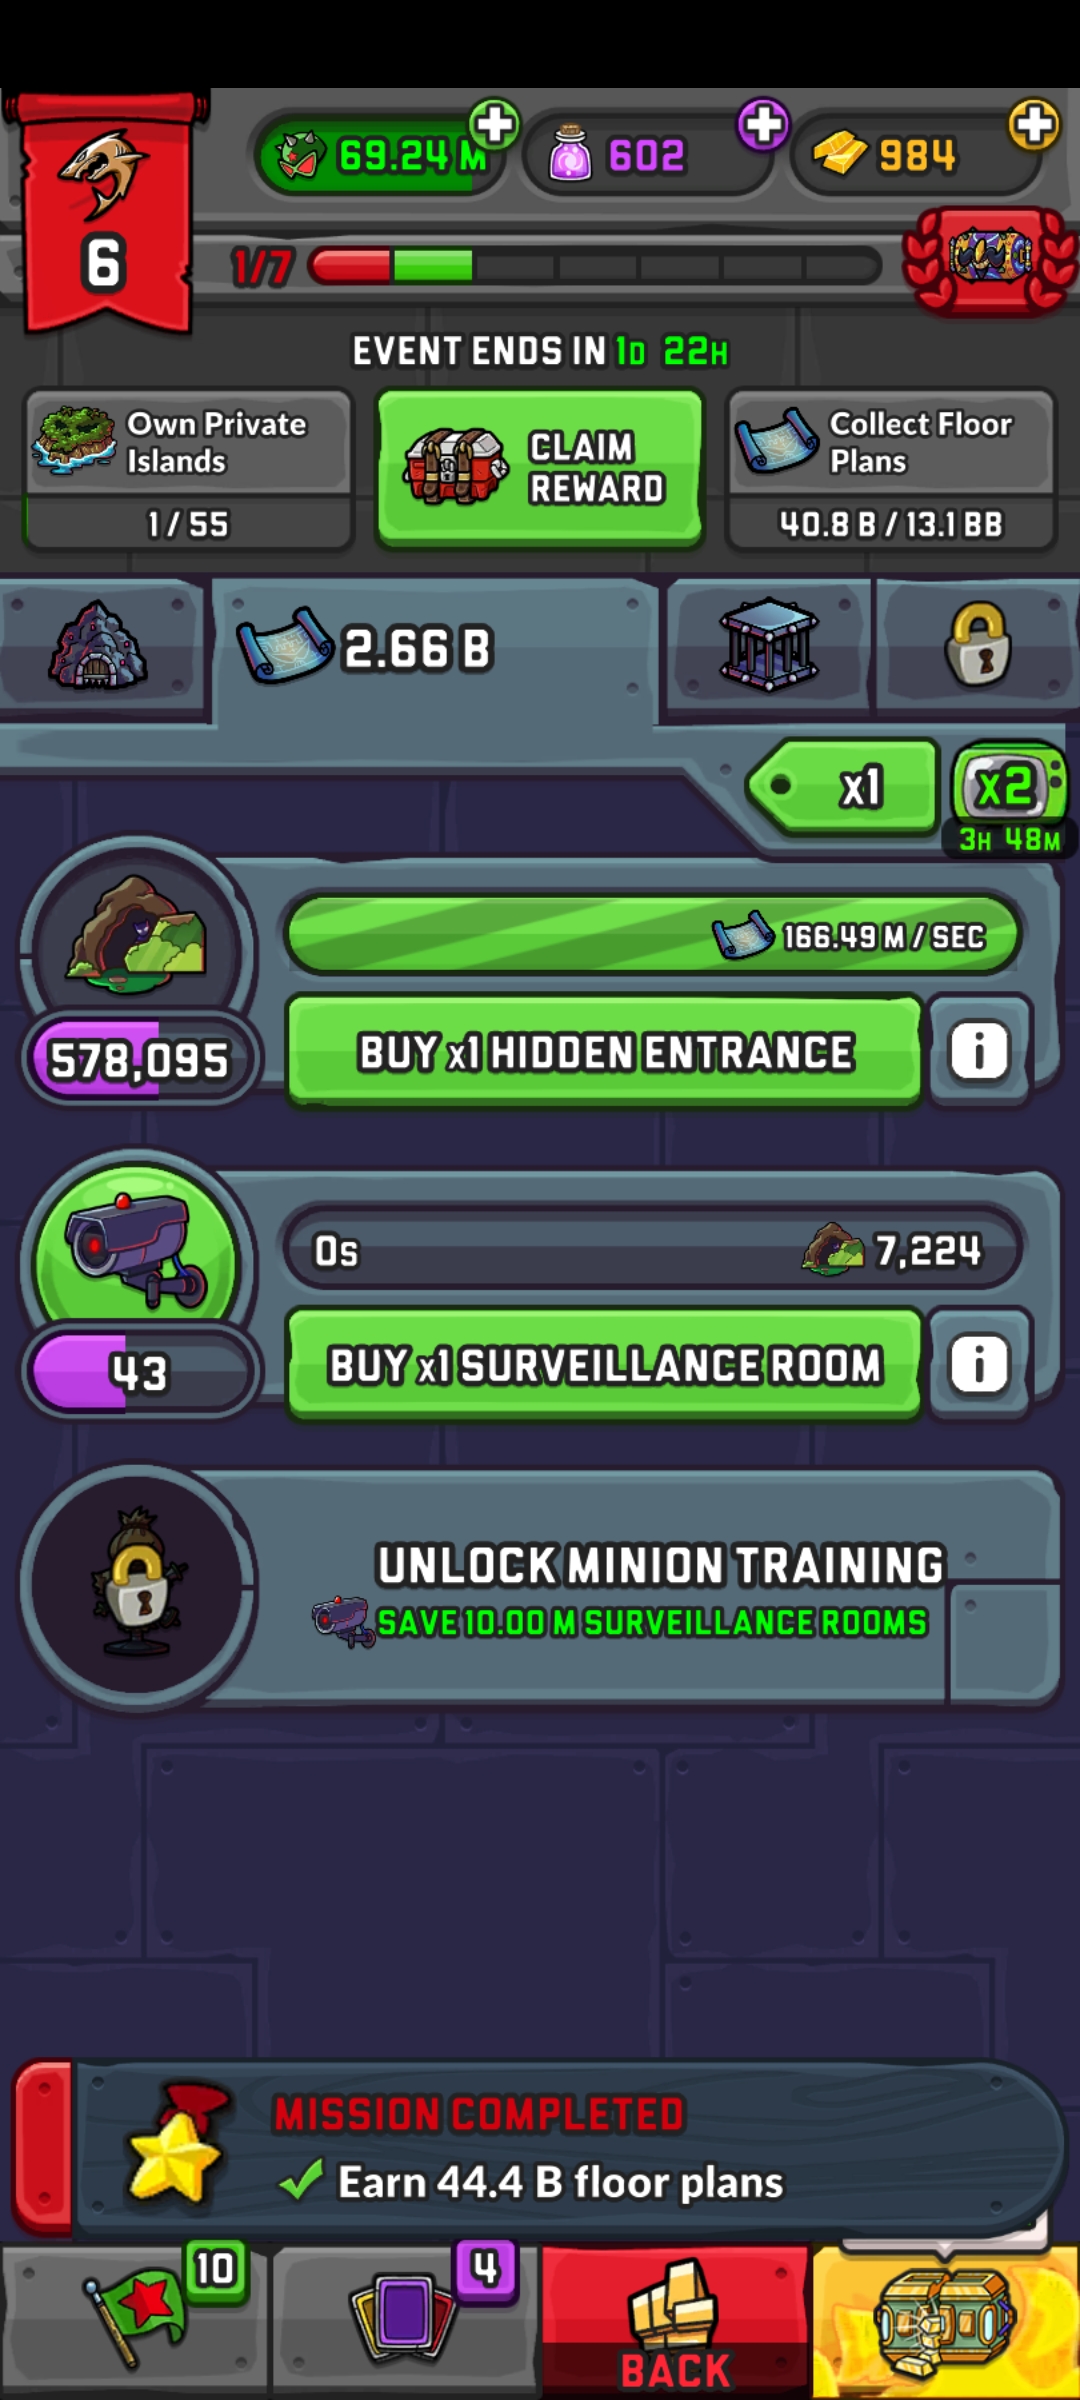 69.24 M
602
984
6
1/7
EVENT ENDS IN 1D 22H
Own Private
Islands
1 / 55
CLAIM
REWARD
Collect Floor
Plans
40.8 B / 13.1 BB
2.66 B
x1
x2
3H 48M
166.49 M / SEC
578,095
BUY x1 HIDDEN ENTRANCE
i
0s
7,224
43
BUY x1 SURVEILLANCE ROOM
i
UNLOCK MINION TRAINING
SAVE 10.00 M SURVEILLANCE ROOMS
MISSION COMPLETED
Earn 44.4 B floor plans
10
4
BACK